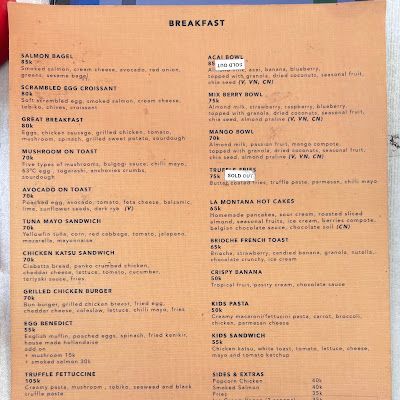 BREAKFAST
SALMON BAGEL
85k
Smoked salmon, cream cheese, avocado, red onion,
greens, sesame bagel
SCRAMBLED EGG CROISSANT
80k
Soft scrambled egg, smoked salmon, cream cheese,
tobiko, chives, croissant
GREAT BREAKFAST
80k
Eggs, chicken sausage, grilled chicken, tomato,
mushroom, spinach, grilled sweet potato, sourdough
MUSHROOM ON TOAST
70k
Five types of mushrooms, bulgogi sauce, chilli mayo,
63°C egg, togarashi, anchovies crumbs,
sourdough
AVOCADO ON TOAST
70k
Poached egg, avocado, tomato, feta cheese, balsamic,
lime, sunflower seeds, dark rye (V)
TUNA MAYO SANDWICH
70k
Yellowfin tuna, corn, red cabbage, tomato, jalapeno,
mozarella, mayonnaise
CHICKEN KATSU SANDWICH
70k
Ciabatta bread, panko crumbed chicken,
cheddar cheese, lettuce, tomato, cucumber,
teriyaki sauce, fries
GRILLED CHICKEN BURGER
70k
Bun burger, grilled chicken breast, fried egg,
cheddar cheese, coleslaw, lettuce, chilli mayo, fries
EGG BENEDICT
55k
English muffin, poached eggs, spinach, fried kenikir,
house made hollandaise
add on
+ mushroom 15k
+ smoked salmon 30k
TRUFFLE FETTUCCINE
105k
Creamy pasta, mushroom, tobiko, seaweed and black
truffle paste
ACAI BOWL
85
SOLD OUT
acai, banana, blueberry,
topped with granola, dried coconuts, seasonal fruit,
chia seed, almond praline (V, VN, CN)
MIX BERRY BOWL
75k
Almond milk, strawberry, raspberry, blueberry,
topped with granola, dried coconuts, seasonal fruit,
chia seed, almond praline (V, VN, CN)
MANGO BOWL
70k
Almond milk, passion fruit, mango compote,
topped with granola, dried coconuts, seasonal fruit,
chia seed, almond praline (V, VN, CN)
TRUFFLE FRIES
75k
SOLD OUT
Butter coated fries, truffle paste, parmesan, chilli mayo
LA MONTANA HOT CAKES
65k
Homemade pancakes, sour cream, roasted sliced
almond, seasonal fruits, ice cream, berries compote,
belgian chocolate sauce, chocolate soil (CN)
BRIOCHE FRENCH TOAST
65k
Brioche, strawberry, candied banana, granola, nutella,
chocolate crunchy, ice cream
CRISPY BANANA
50k
Tropical fruit, pastry cream, chocolate sauce
KIDS PASTA
50k
Creamy macaroni/fettucini pasta, carrot, broccoli,
chicken, parmesan cheese
KIDS SANDWICH
55k
Chicken katsu, white toast, tomato, lettuce, cheese,
mayo and tomato ketchup
SIDES & EXTRAS
Popcorn Chicken 40k
Smoked Salmon 40k
Fries 35k